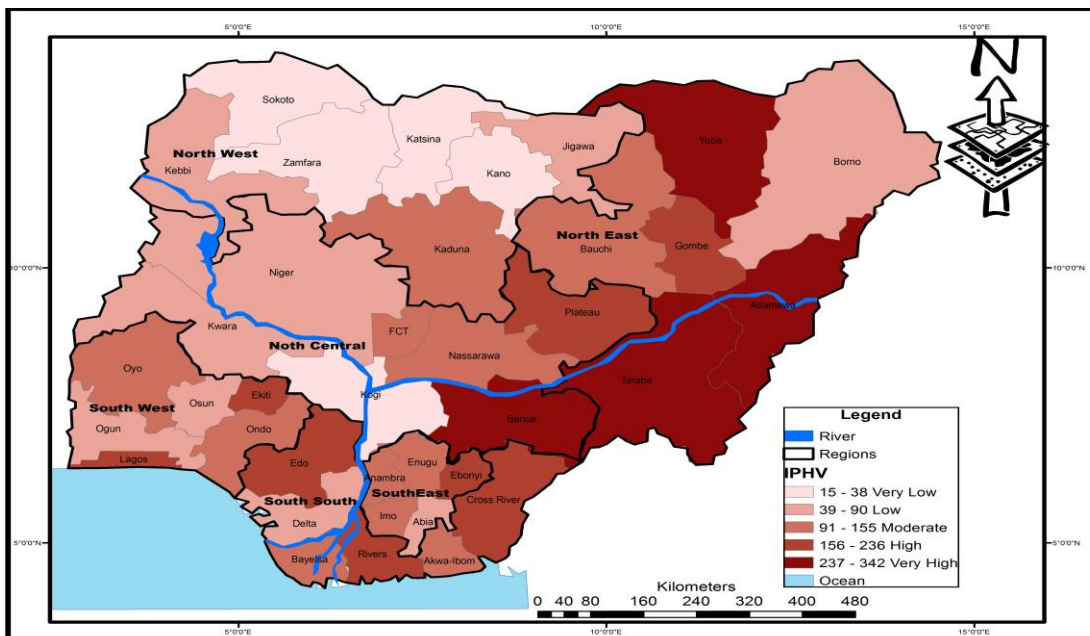 5°0'0"E 10°0'0"E 15°0'0"E
N
Sokoto
Katsina
Yobe
Jigawa
North West
Zamfara
Borno
Kebbi
Kano
North East
Kaduna
Bauchi
Gombe
10°0'0"N 10°0'0"N
Niger
Adamawa
Plateau
Kwara
FCT
Noth Central
Nassarawa
Oyo
Taraba
Ekiti
Kogi
South West
Osun
Benue
Ogun
Ondo
Lagos
Edo
Enugu
Anambra
Ebonyi
South South
SouthEast
Cross River
Delta
Imo
Abia
5°0'0"N 5°0'0"N
Rivers
Bayelsa
Akwa-Ibom
Legend
River
Regions
IPHV
15 - 38 Very Low
39 - 90 Low
91 - 155 Moderate
156 - 236 High
237 - 342 Very High
Ocean
Kilometers
0 40 80 160 240 320 400 480
5°0'0"E 10°0'0"E 15°0'0"E